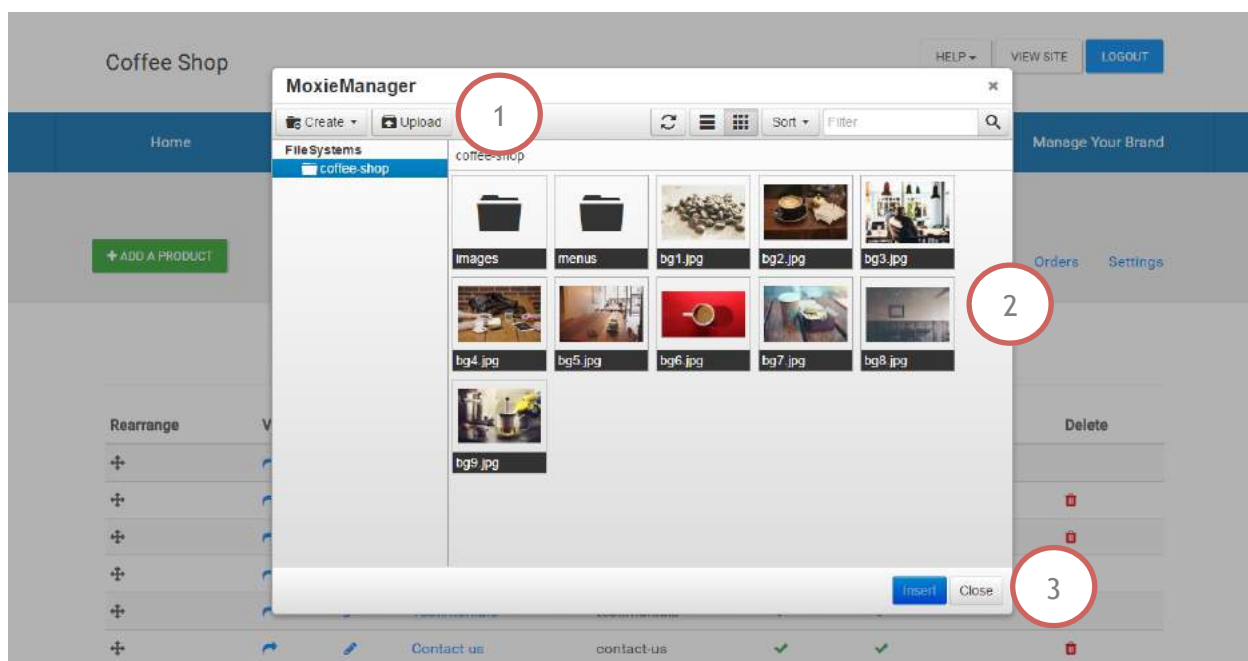 Coffee Shop
HELP
VIEW SITE
LOGOUT
MoxieManager
Create
Upload
1
Sort
Filter
Home
Manage Your Brand
FileSystems
coffee-shop
coffee-shop
images
menus
bg1.jpg
bg2.jpg
bg3.jpg
+ ADD A PRODUCT
Orders
Settings
2
bg4.jpg
bg5.jpg
bg6.jpg
bg7.jpg
bg8.jpg
bg9.jpg
Rearrange
V
Delete
Insert
Close
3
Contact us
contact-us